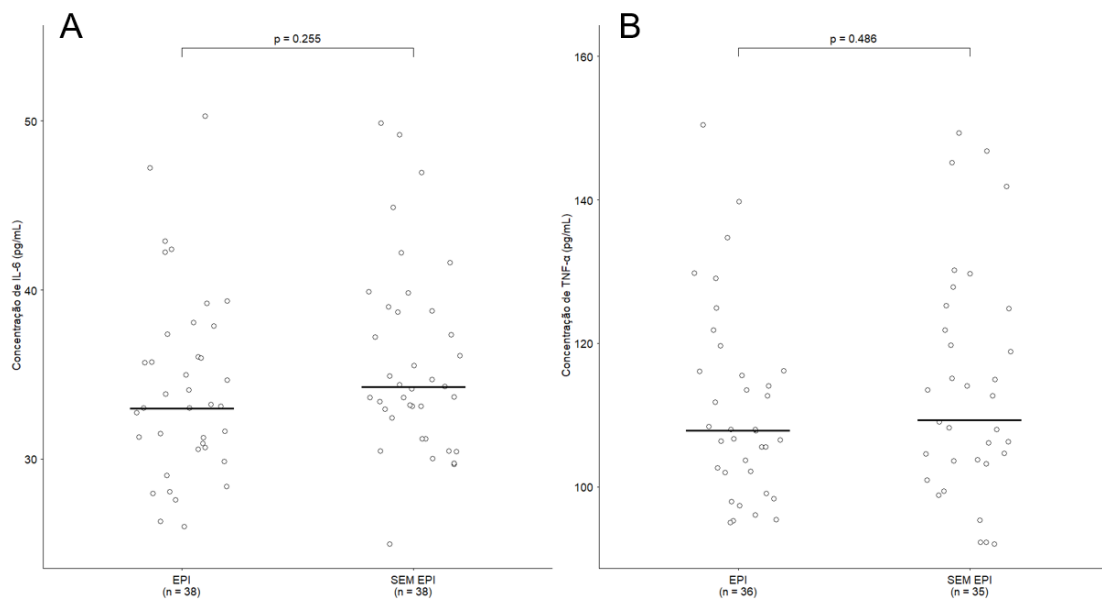 A
p = 0.255
Concentração de IL-6 (pg/mL)
50
40
30
EPI
(n = 38)
SEM EPI
(n = 38)
B
p = 0.486
Concentração de TNF-α (pg/mL)
160
140
120
100
EPI
(n = 36)
SEM EPI
(n = 35)